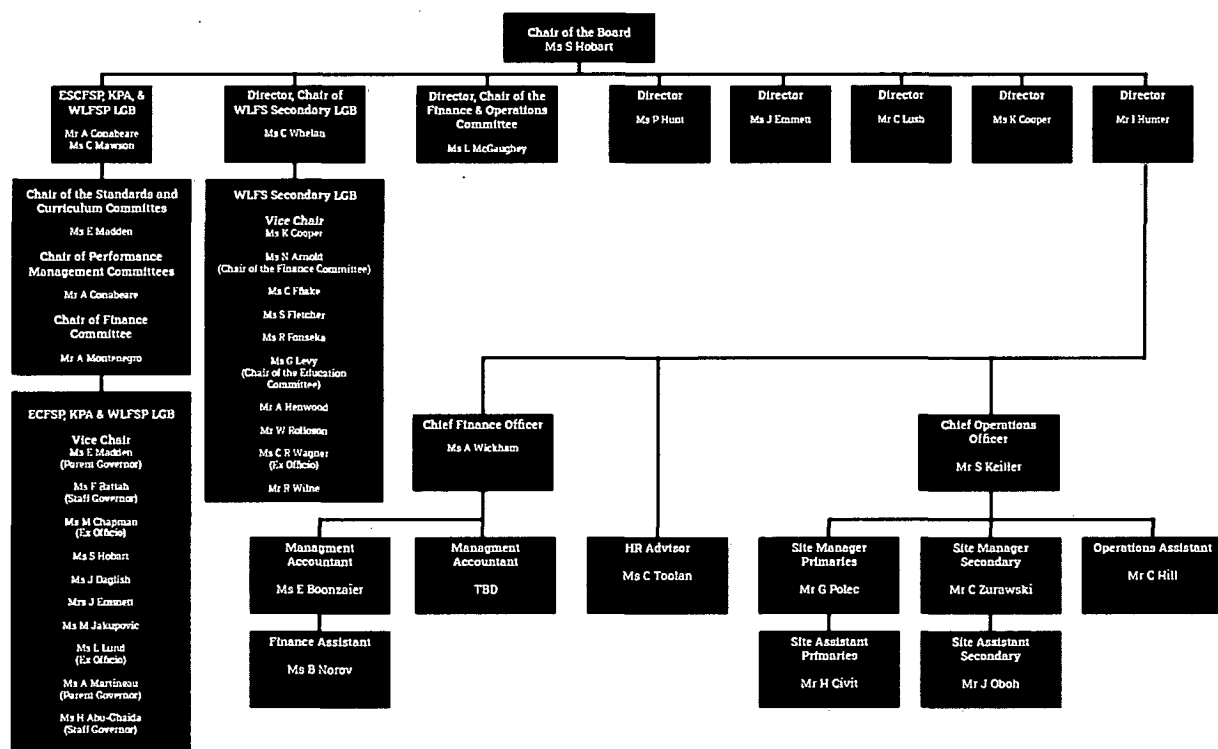 Chair of the Board
Ms S Hobart
ESCFSP, KPA, &
WLFSP LGB
Mr A Conabeare
Ms C Mawson
Director, Chair of
WLFS Secondary LGB
Ms C Whelan
Director, Chair of the
Finance & Operations
Committee
Ms L McGaughey
Director
Ms P Hunt
Director
Ms J Emmett
Director
Mr C Lush
Director
Ms K Cooper
Director
Mr I Hunter
Chair of the Standards and
Curriculum Committes
Ms E Madden
Chair of Performance
Management Committees
Mr A Conabeare
Chair of Finance
Committee
Mr A Montenegro
WLFS Secondary LGB
Vice Chair
Ms K Cooper
Ms N Arnold
(Chair of the Finance Committee)
Ms C Ffiske
Ms S Fletcher
Ms R Fonseka
Ms G Levy
(Chair of the Education
Committee)
Mr A Henwood
Mr W Rolloson
Ms C R Wagner
(Ex Officio)
Mr R Wilne
ECFSP, KPA & WLFSP LGB
Vice Chair
Ms E Madden
(Parent Governor)
Ms F Rattab
(Staff Governor)
Ms M Chapman
(Ex Officio)
Ms S Hobart
Ms J Daglish
Mrs J Emmett
Ms M Jakupovic
Ms L Lund
(Ex Officio)
Ms A Martineau
(Parent Governor)
Ms H Abu-Chaida
(Staff Governor)
Chief Finance Officer
Ms A Wickham
Chief Operations
Officer
Mr S Keiller
Managment
Accountant
Ms E Boonzaier
Managment
Accountant
TBD
HR Advisor
Ms C Toolan
Site Manager
Primaries
Mr G Polec
Site Manager
Secondary
Mr C Zurawski
Operations Assistant
Mr C Hill
Finance Assistant
Ms B Norov
Site Assistant
Primaries
Mr H Civit
Site Assistant
Secondary
Mr J Oboh